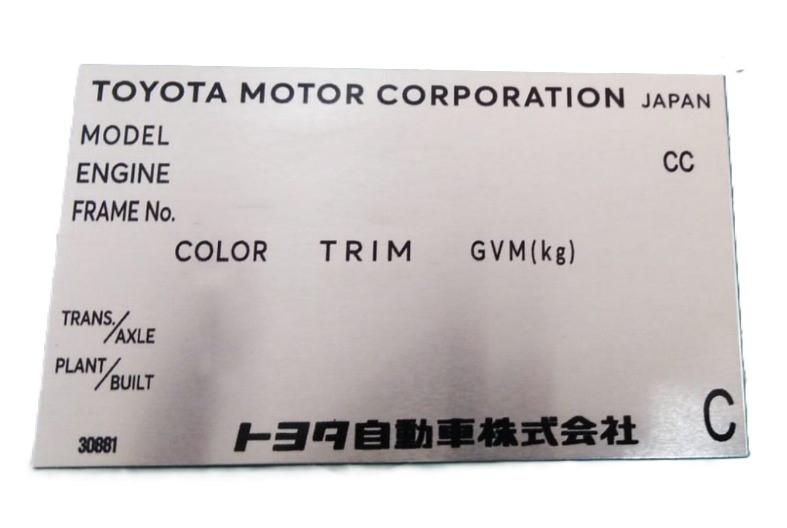 TOYOTA MOTOR CORPORATION JAPAN
MODEL
ENGINE CC
FRAME No.
COLOR TRIM GVM(kg)
TRANS./AXLE
PLANT/BUILT
30881 トヨタ自動車株式会社 C